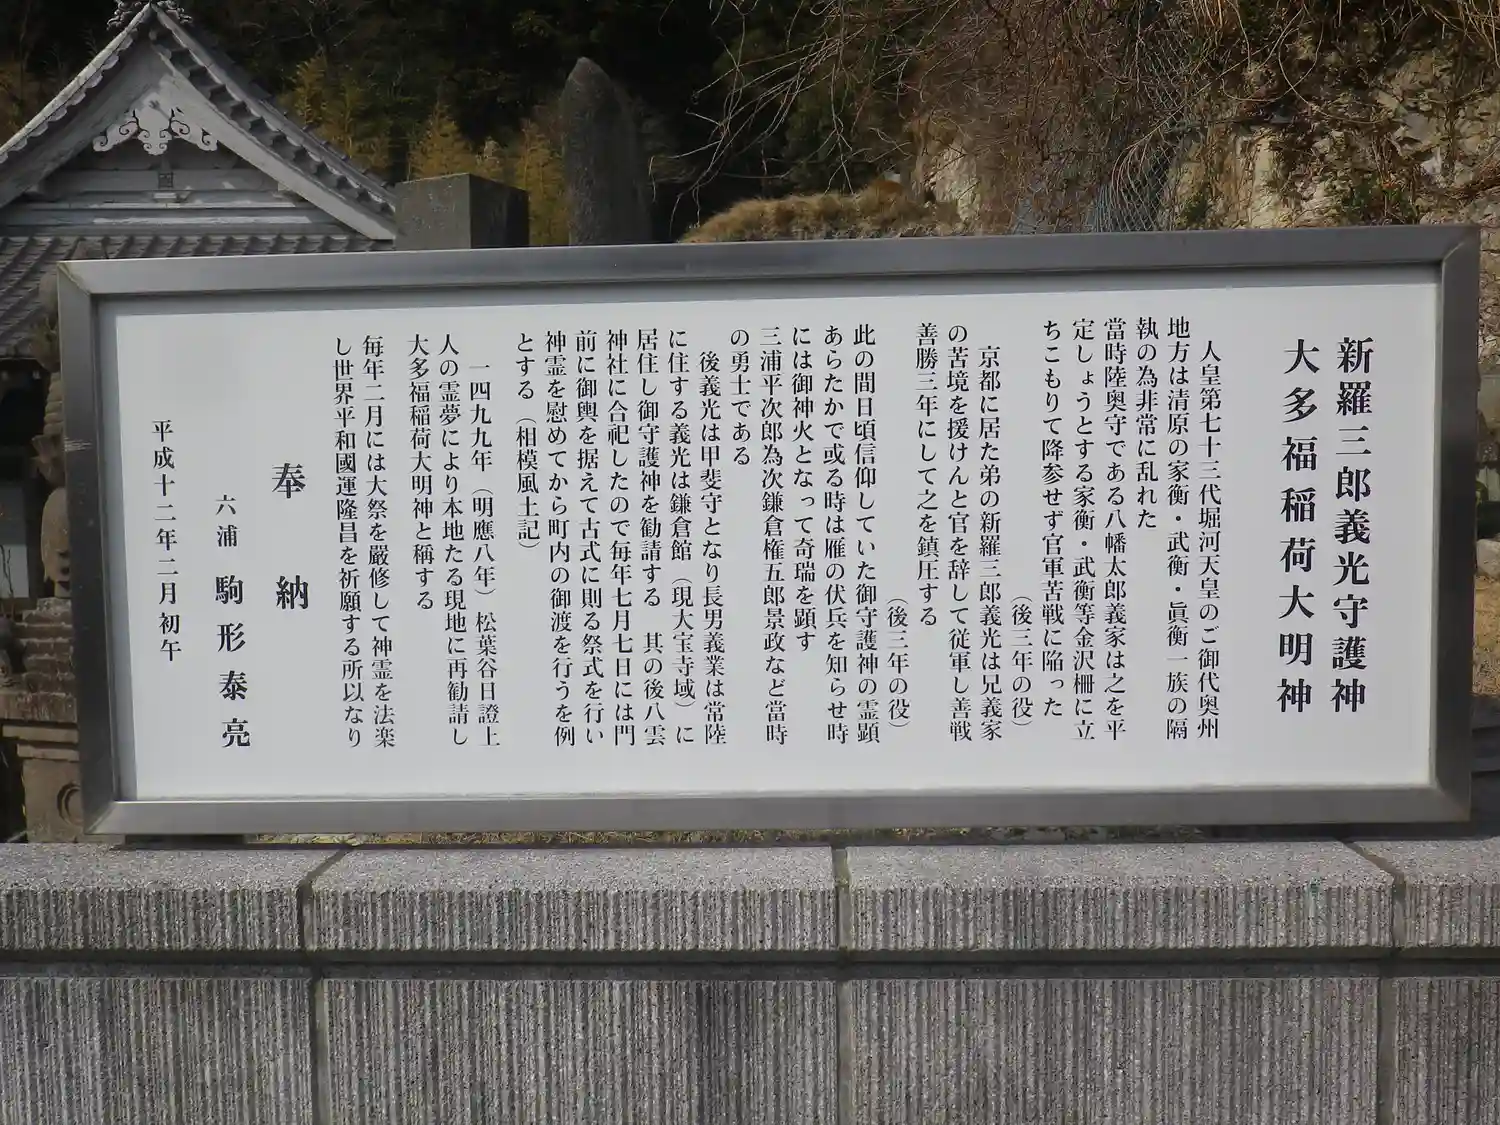 新羅三郎義光守護神
大多福稲荷大明神
人皇第七十三代堀河天皇のご御代奥州
地方は清原の家衡・武衡・眞衡一族の隔
執の為非常に乱れた
當時陸奥守である八幡太郎義家は之を平
定しょうとする家衡・武衡等金沢柵に立
ちこもりて降参せず官軍苦戦に陥った
（後三年の役）
京都に居た弟の新羅三郎義光は兄義家
の苦境を援けんと官を辞して従軍し善戦
善勝三年にして之を鎮圧する
（後三年の役）
此の間日頃信仰していた御守護神の霊顕
あらたかで或る時は雁の伏兵を知らせ時
には御神火となって奇瑞を顕す
三浦平次郎為次鎌倉権五郎景政など當時
の勇士である
後義光は甲斐守となり長男義業は常陸
に住する義光は鎌倉館（現大宝寺域）に
居住し御守護神を勧請する　其の後八雲
神社に合祀したので毎年七月七日には門
前に御輿を据えて古式に則る祭式を行い
神霊を慰めてから町内の御渡を行うを例
とする（相模風土記）
一四九九年（明應八年）松葉谷日證上
人の霊夢により本地たる現地に再勧請し
大多福稲荷大明神と稱する
毎年二月には大祭を嚴修して神霊を法楽
し世界平和國運隆昌を祈願する所以なり
奉納
六浦　駒形泰亮
平成十二年二月初午